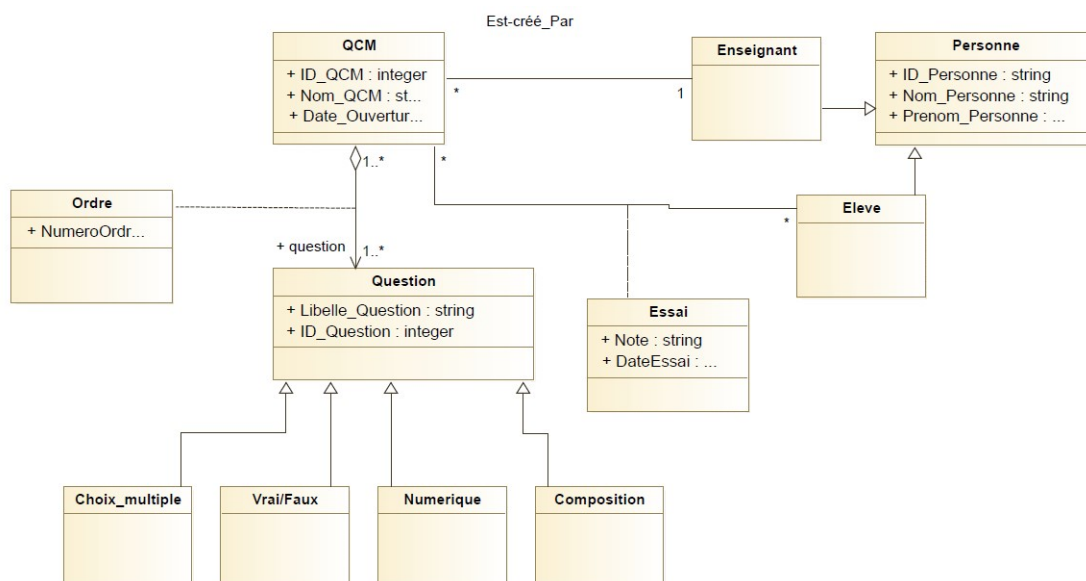 Est-créé_Par
QCM
+ ID_QCM : integer
+ Nom_QCM : st...
+ Date_Ouvertur...
*
1
Enseignant
Personne
+ ID_Personne : string
+ Nom_Personne : string
+ Prenom_Personne : ...
1..*
*
Ordre
+ NumeroOrdr...
Eleve
*
+ question
1..*
Question
+ Libelle_Question : string
+ ID_Question : integer
Essai
+ Note : string
+ DateEssai : ...
Choix_multiple
Vrai/Faux
Numerique
Composition